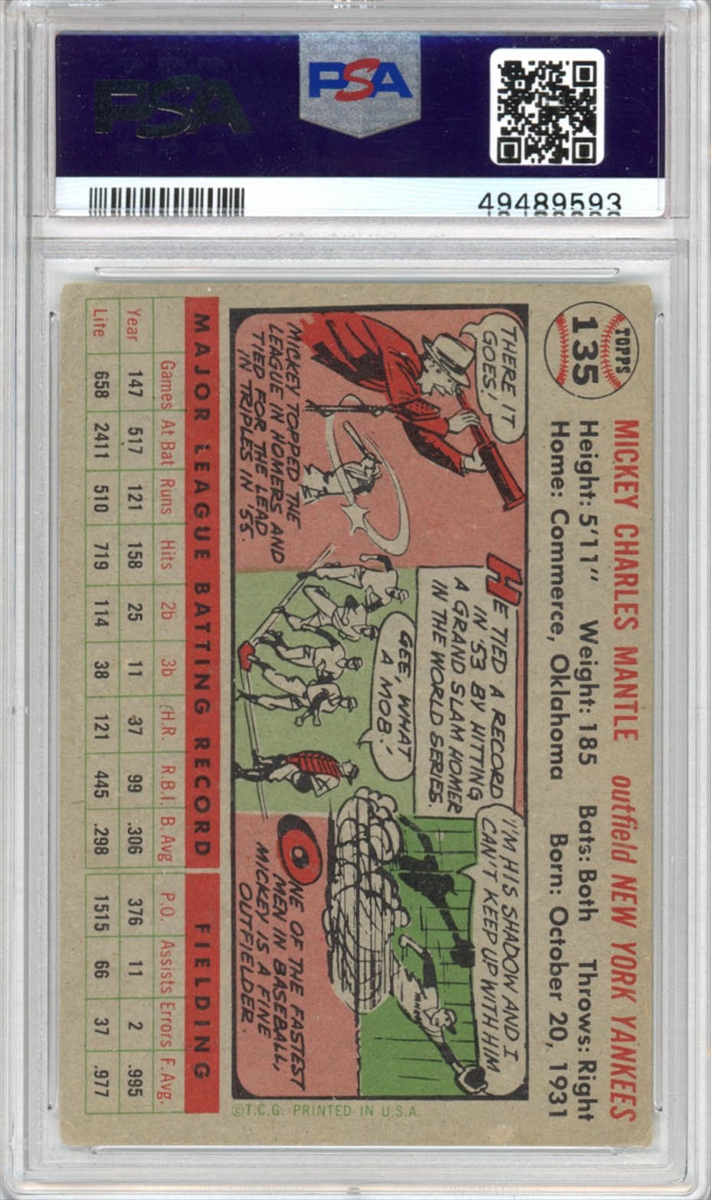 PSA
PSA
49489593
TOPPS
135
MICKEY CHARLES MANTLE outfield NEW YORK YANKEES
Height: 5'11" Weight: 185 Bats: Both Throws: Right
Home: Commerce, Oklahoma Born: October 20, 1931
THERE IT
GOES!
MICKEY TOPPED THE
LEAGUE IN HOMERS AND
TIED FOR THE LEAD
IN TRIPLES IN '55.
HE TIED A RECORD
IN '53 BY HITTING
A GRAND SLAM HOMER
IN THE WORLD SERIES.
GEE, WHAT
A MOB!
I'M HIS SHADOW AND I
CAN'T KEEP UP WITH HIM
ONE OF THE FASTEST
MEN IN BASEBALL,
MICKEY IS A FINE
OUTFIELDER.
MAJOR LEAGUE BATTING RECORD FIELDING
Games At Bat Runs Hits 2b 3b H.R. R.B.I. B. Avg. P.O. Assists Errors F. Avg.
Year 147 517 121 158 25 11 37 99 .306 376 11 2 .995
Life 658 2411 510 719 114 38 121 445 .298 1515 66 37 .977
©T.C.G. PRINTED IN U.S.A.